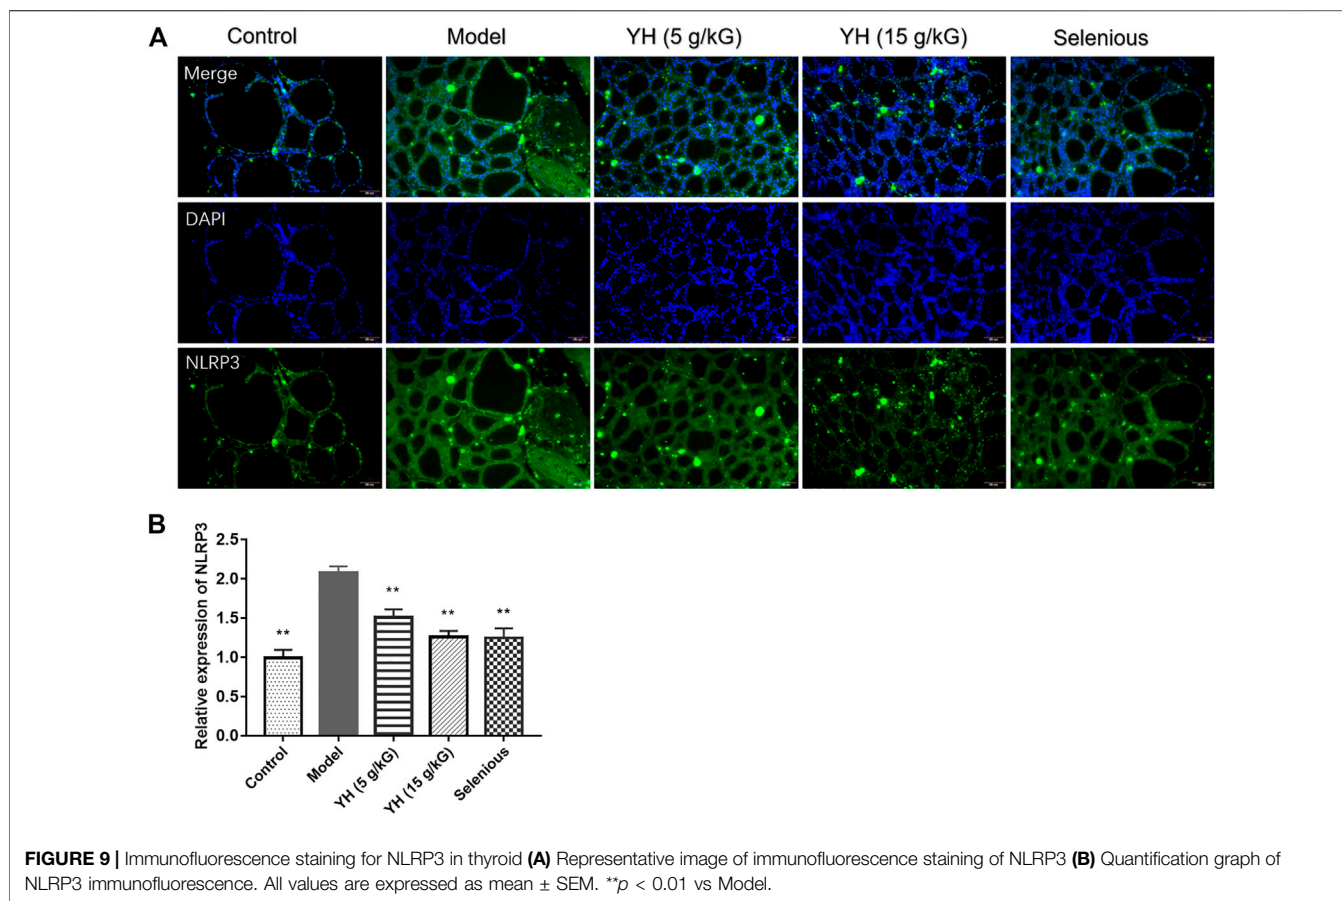 A
Control
Model
YH (5 g/kG)
YH (15 g/kG)
Selenious
Merge
DAPI
NLRP3
B
Relative expression of NLRP3
2.5
2.0
1.5
1.0
0.5
0.0
**
**
**
**
Control
Model
YH (5 g/kG)
YH (15 g/kG)
Selenious
FIGURE 9 | Immunofluorescence staining for NLRP3 in thyroid (A) Representative image of immunofluorescence staining of NLRP3 (B) Quantification graph of
NLRP3 immunofluorescence. All values are expressed as mean ± SEM. **p < 0.01 vs Model.